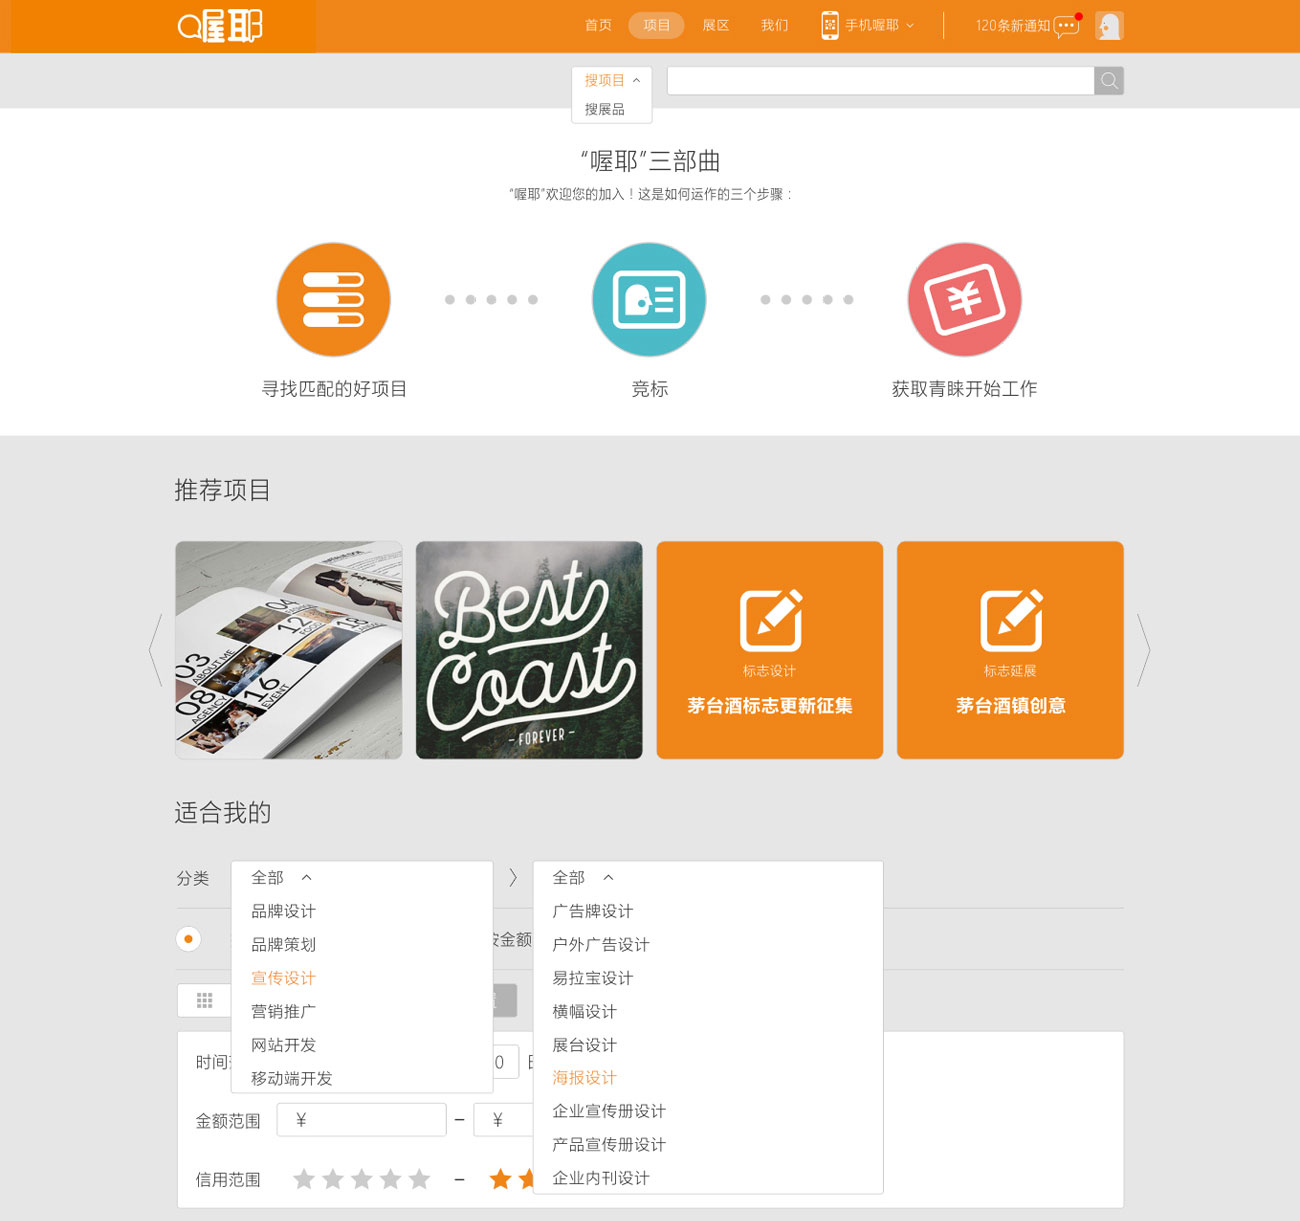 喔耶
首页
项目
展区
我们
手机喔耶
120条新通知
搜项目
搜展品
“喔耶”三部曲
“喔耶”欢迎您的加入！这是如何运作的三个步骤：
寻找匹配的好项目
竞标
获取青睐开始工作
推荐项目
03
ABOUT ME
04
08
AGENCY
12
FOOD
16
EVENT
18
Best
Coast
- FOREVER -
标志设计
茅台酒标志更新征集
标志延展
茅台酒镇创意
适合我的
分类
全部
品牌设计
品牌策划
宣传设计
营销推广
网站开发
移动端开发
全部
广告牌设计
户外广告设计
易拉宝设计
横幅设计
展台设计
海报设计
企业宣传册设计
产品宣传册设计
企业内刊设计
按金额
时间
0
金额范围
¥
–
¥
信用范围
–